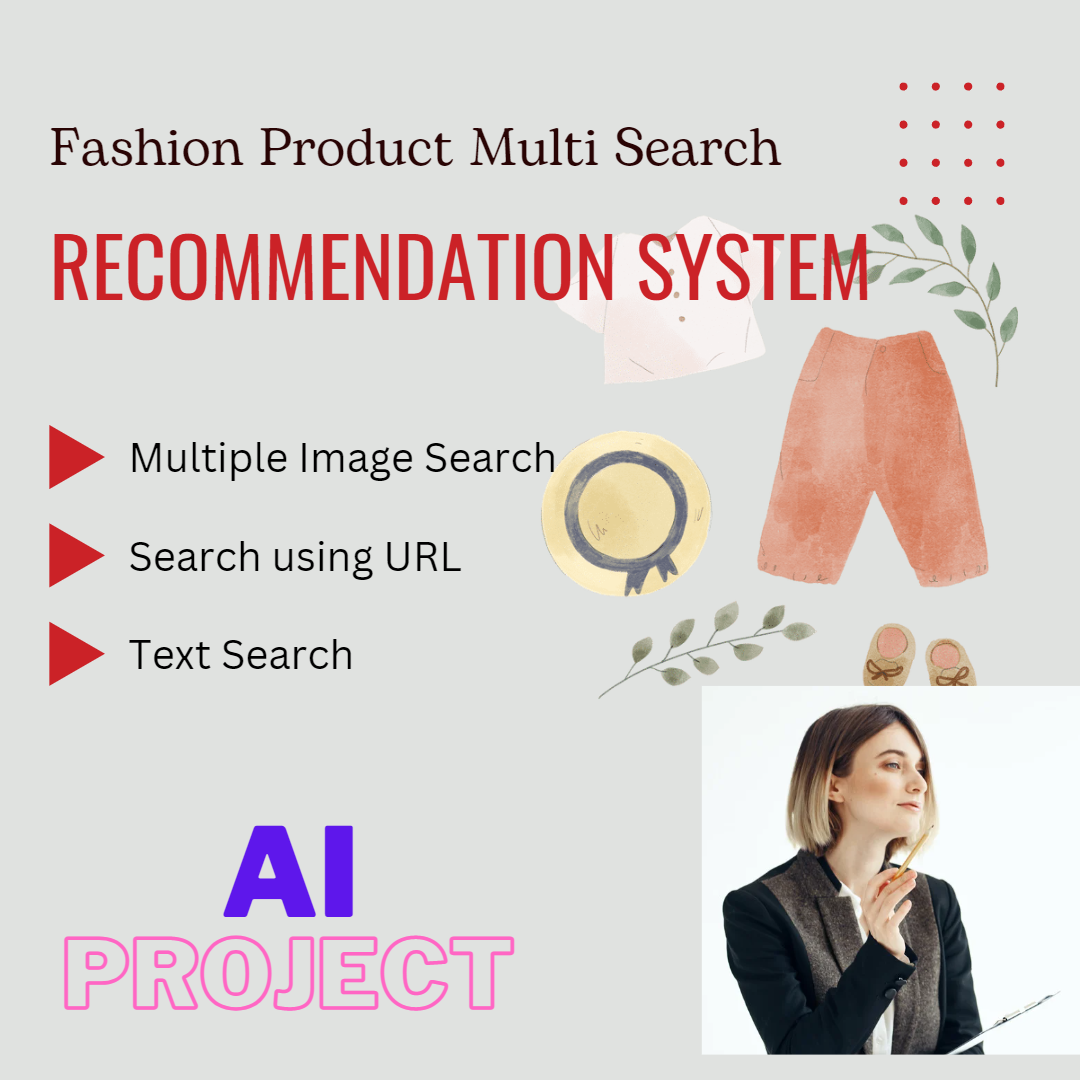 Fashion Product Multi Search
RECOMMENDATION SYSTEM
Multiple Image Search
Search using URL
Text Search
AI
PROJECT